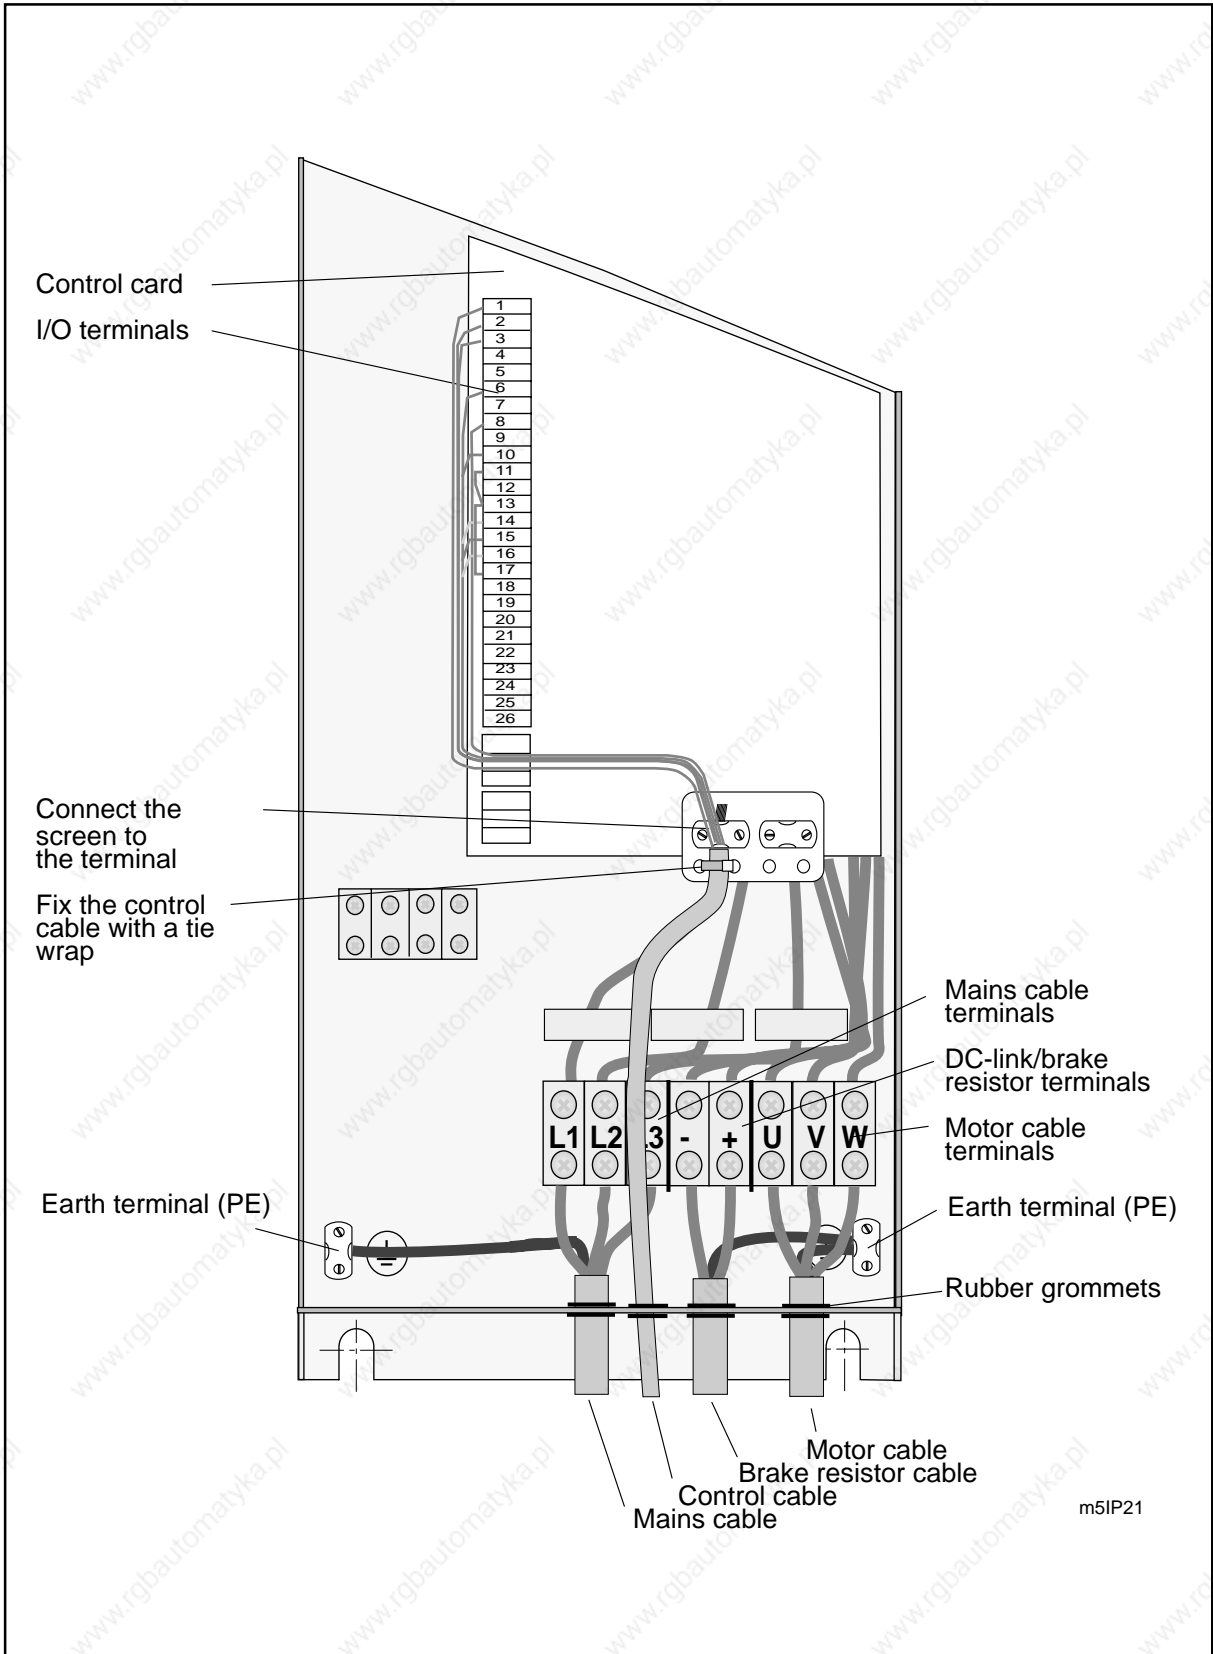 Control card
I/O terminals
1
2
3
4
5
6
7
8
9
10
11
12
13
14
15
16
17
18
19
20
21
22
23
24
25
26
Connect the
screen to
the terminal
Fix the control
cable with a tie
wrap
Mains cable
terminals
DC-link/brake
resistor terminals
Motor cable
terminals
L1 L2 L3 - + U V W
Earth terminal (PE)
Earth terminal (PE)
Rubber grommets
Motor cable
Brake resistor cable
Control cable
Mains cable
m5IP21
www.rgbautomatyka.pl